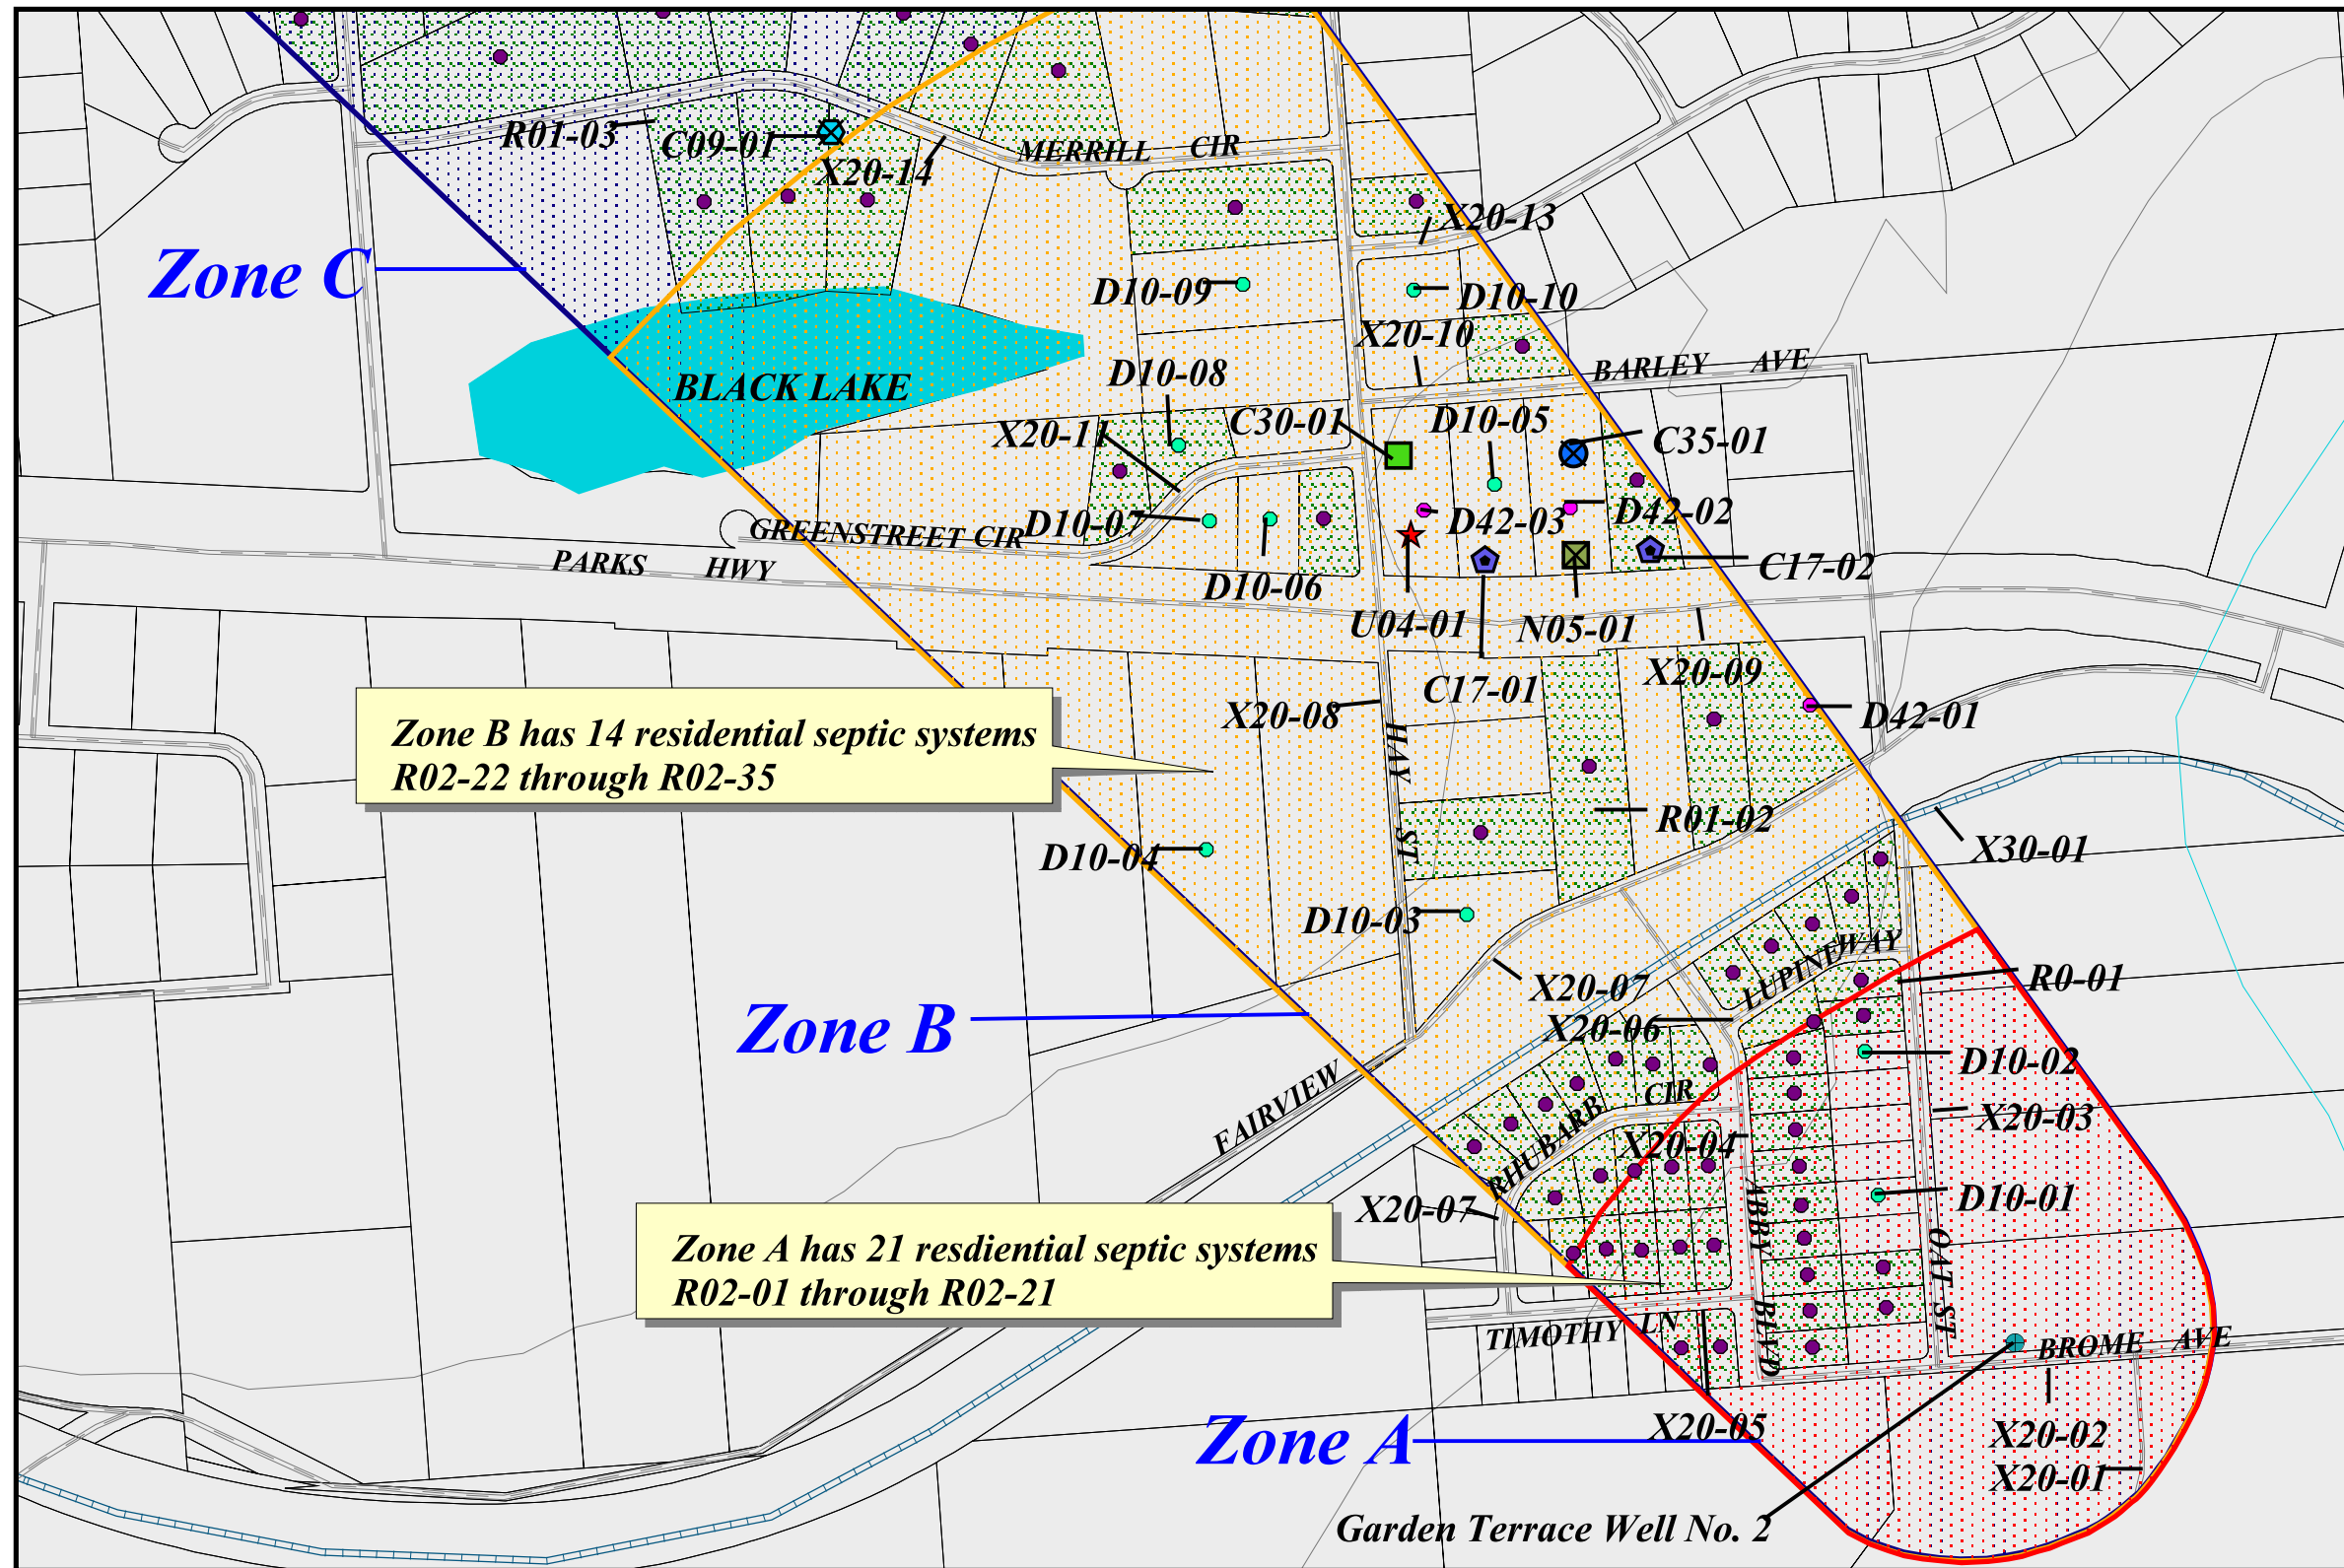 R01-03
C09-01
X20-14
MERRILL CIR
X20-13
Zone C
D10-09
D10-10
X20-10
BARLEY AVE
D10-08
BLACK LAKE
C30-01
D10-05
X20-11
C35-01
D42-02
D42-03
D10-07
GREENSTREET CIR
PARKS HWY
C17-02
D10-06
U04-01
N05-01
X20-09
C17-01
X20-08
D42-01
HAY ST
Zone B has 14 residential septic systems
R02-22 through R02-35
R01-02
X30-01
D10-04
D10-03
LUPINE WAY
R0-01
X20-07
Zone B
X20-06
D10-02
CIR
RHUBARB
FAIRVIEW
X20-03
X20-04
D10-01
X20-07
ABBY BLVD
OAT ST
Zone A has 21 resdiential septic systems
R02-01 through R02-21
TIMOTHY LN
BROME AVE
X20-05
Zone A
X20-02
X20-01
Garden Terrace Well No. 2